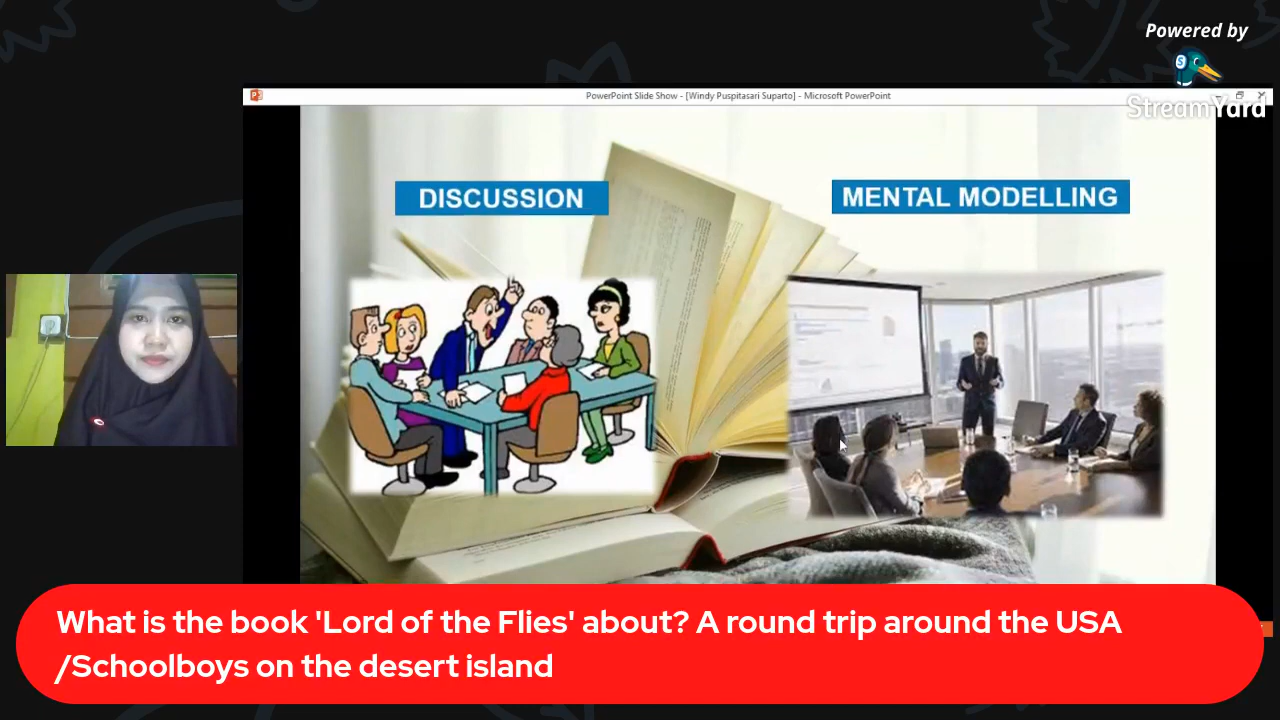 Powered by
StreamYard
PowerPoint Slide Show - [Windy Puspitasari Suparto] - Microsoft PowerPoint
DISCUSSION
MENTAL MODELLING
What is the book 'Lord of the Flies' about? A round trip around the USA
/Schoolboys on the desert island